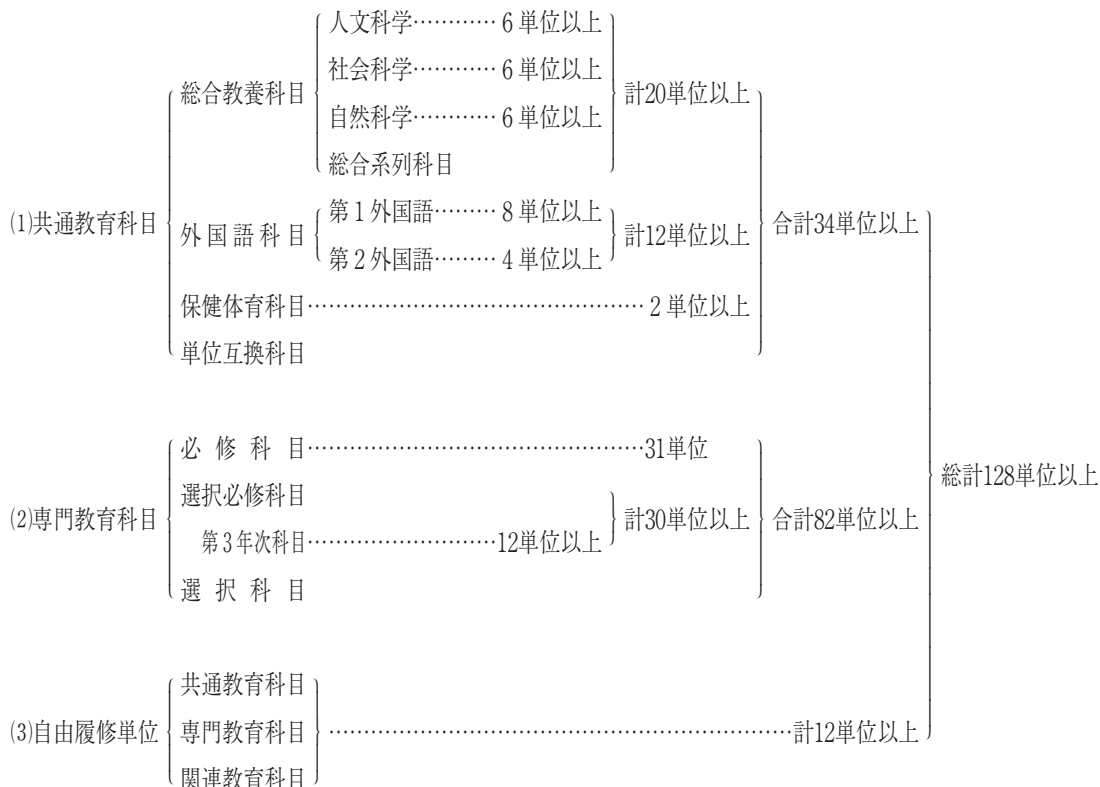 人文科学………… 6 単位以上
社会科学………… 6 単位以上
総合教養科目 計20単位以上
自然科学………… 6 単位以上
総合系列科目
第1外国語……… 8 単位以上
(1)共通教育科目 外国語科目 計12単位以上 合計34単位以上
第2外国語……… 4 単位以上
保健体育科目………………………………………… 2 単位以上
単位互換科目
必修科目…………………………………………31単位
総計128単位以上
選択必修科目
(2)専門教育科目 計30単位以上 合計82単位以上
第3年次科目………………………12単位以上
選択科目
共通教育科目
(3)自由履修単位 専門教育科目 …………………………………………………………計12単位以上
関連教育科目